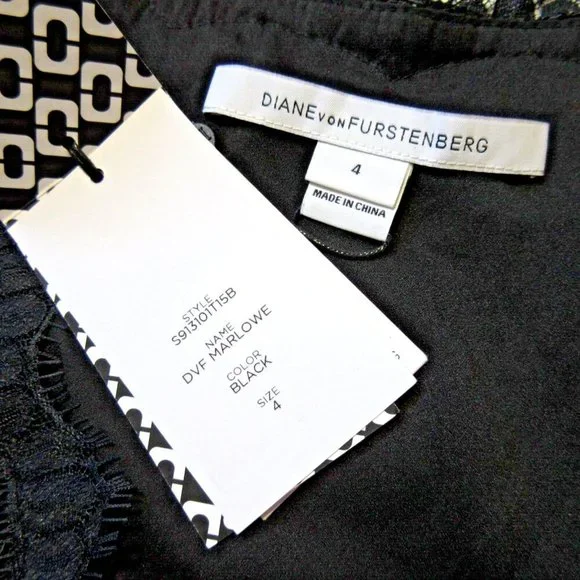 DIANE VON FURSTENBERG
4
MADE IN CHINA
STYLE
S913101T15B
NAME
DVF MARLOWE
COLOR
BLACK
SIZE
4